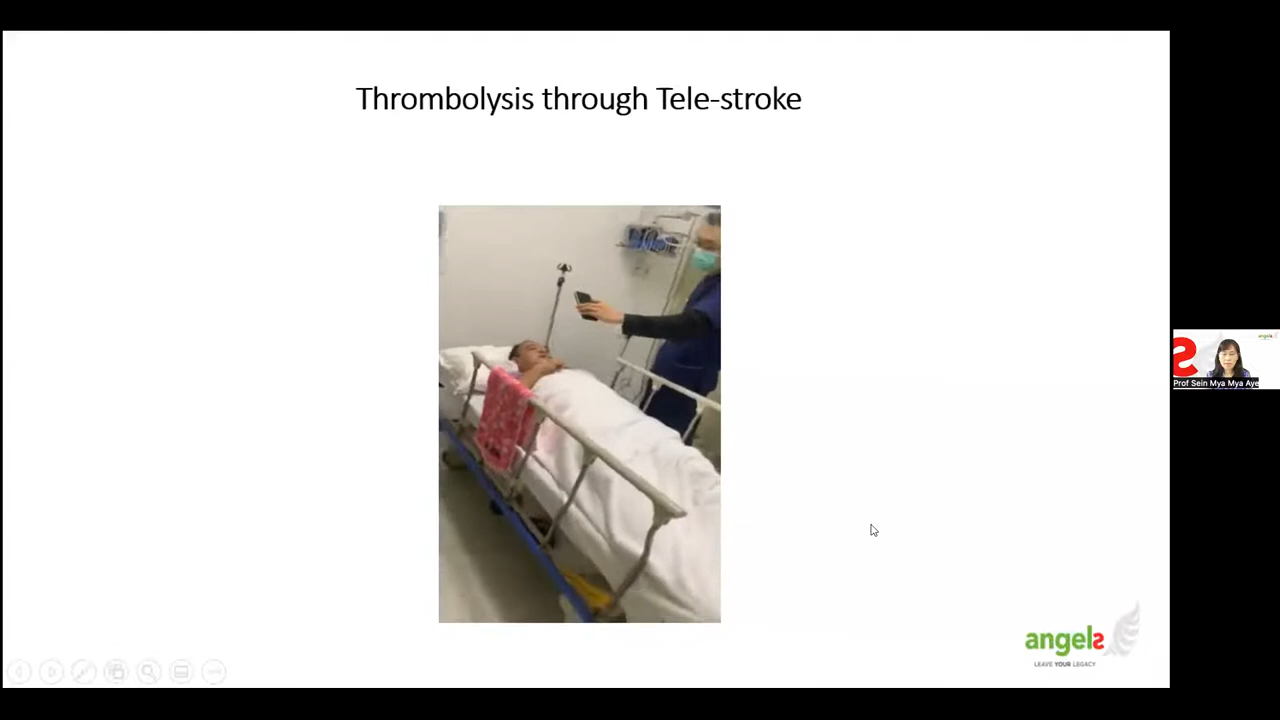 Thrombolysis through Tele-stroke
Prof Sein Mya Mya Aye
angels
LEAVE YOUR LEGACY